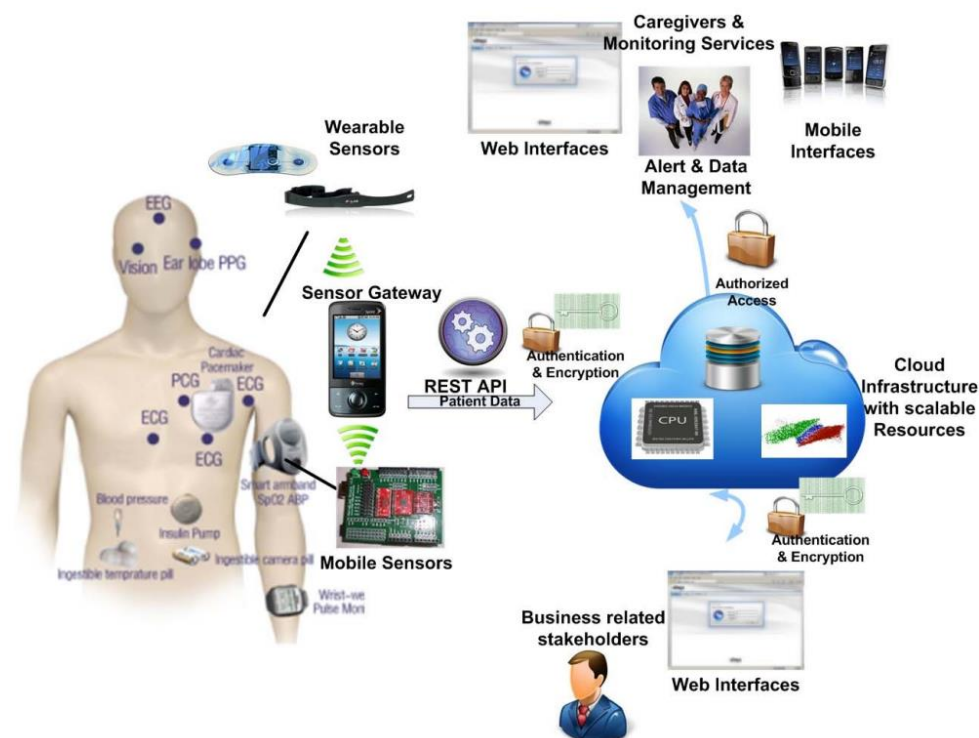 Caregivers &
Monitoring Services
Wearable
Sensors
Web Interfaces
Mobile
Interfaces
Alert & Data
Management
EEG
Vision
Ear lobe PPG
Sensor Gateway
Authorized
Access
Cardiac
Pacemaker
PCG
ECG
ECG
ECG
REST API
Patient Data
Authentication
& Encryption
CPU
Cloud
Infrastructure
with scalable
Resources
Smart armband
SpO2 ABP
Blood pressure
Insulin Pump
Ingestible temprature pill
Ingestible camera pill
Mobile Sensors
Authentication
& Encryption
Wrist-we
Pulse Moni
Business related
stakeholders
Web Interfaces